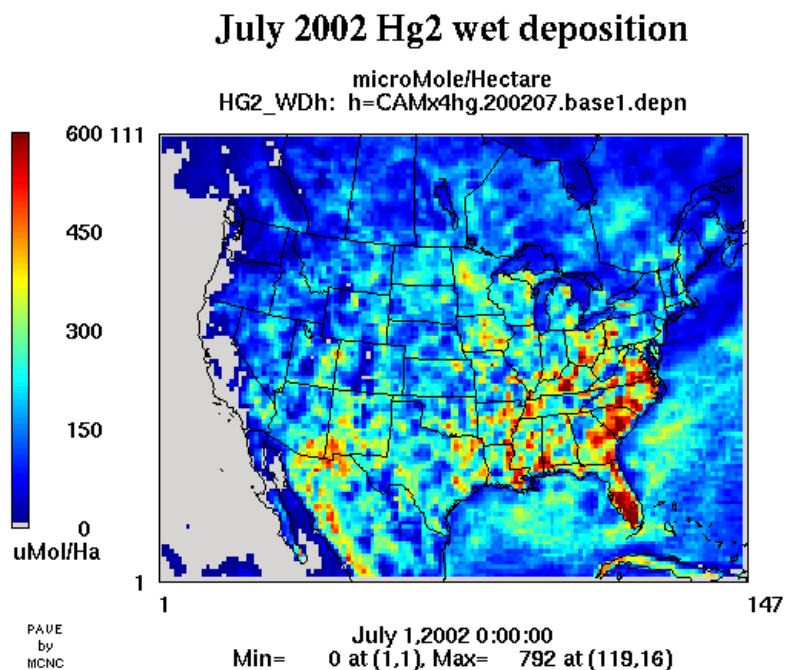 July 2002 Hg2 wet deposition
microMole/Hectare
HG2_WDh: h=CAMx4hg.200207.base1.depn
600
450
300
150
0
uMol/Ha
111
1
1
147
PAVE
by
MCNC
July 1,2002 0:00:00
Min= 0 at (1,1), Max= 792 at (119,16)